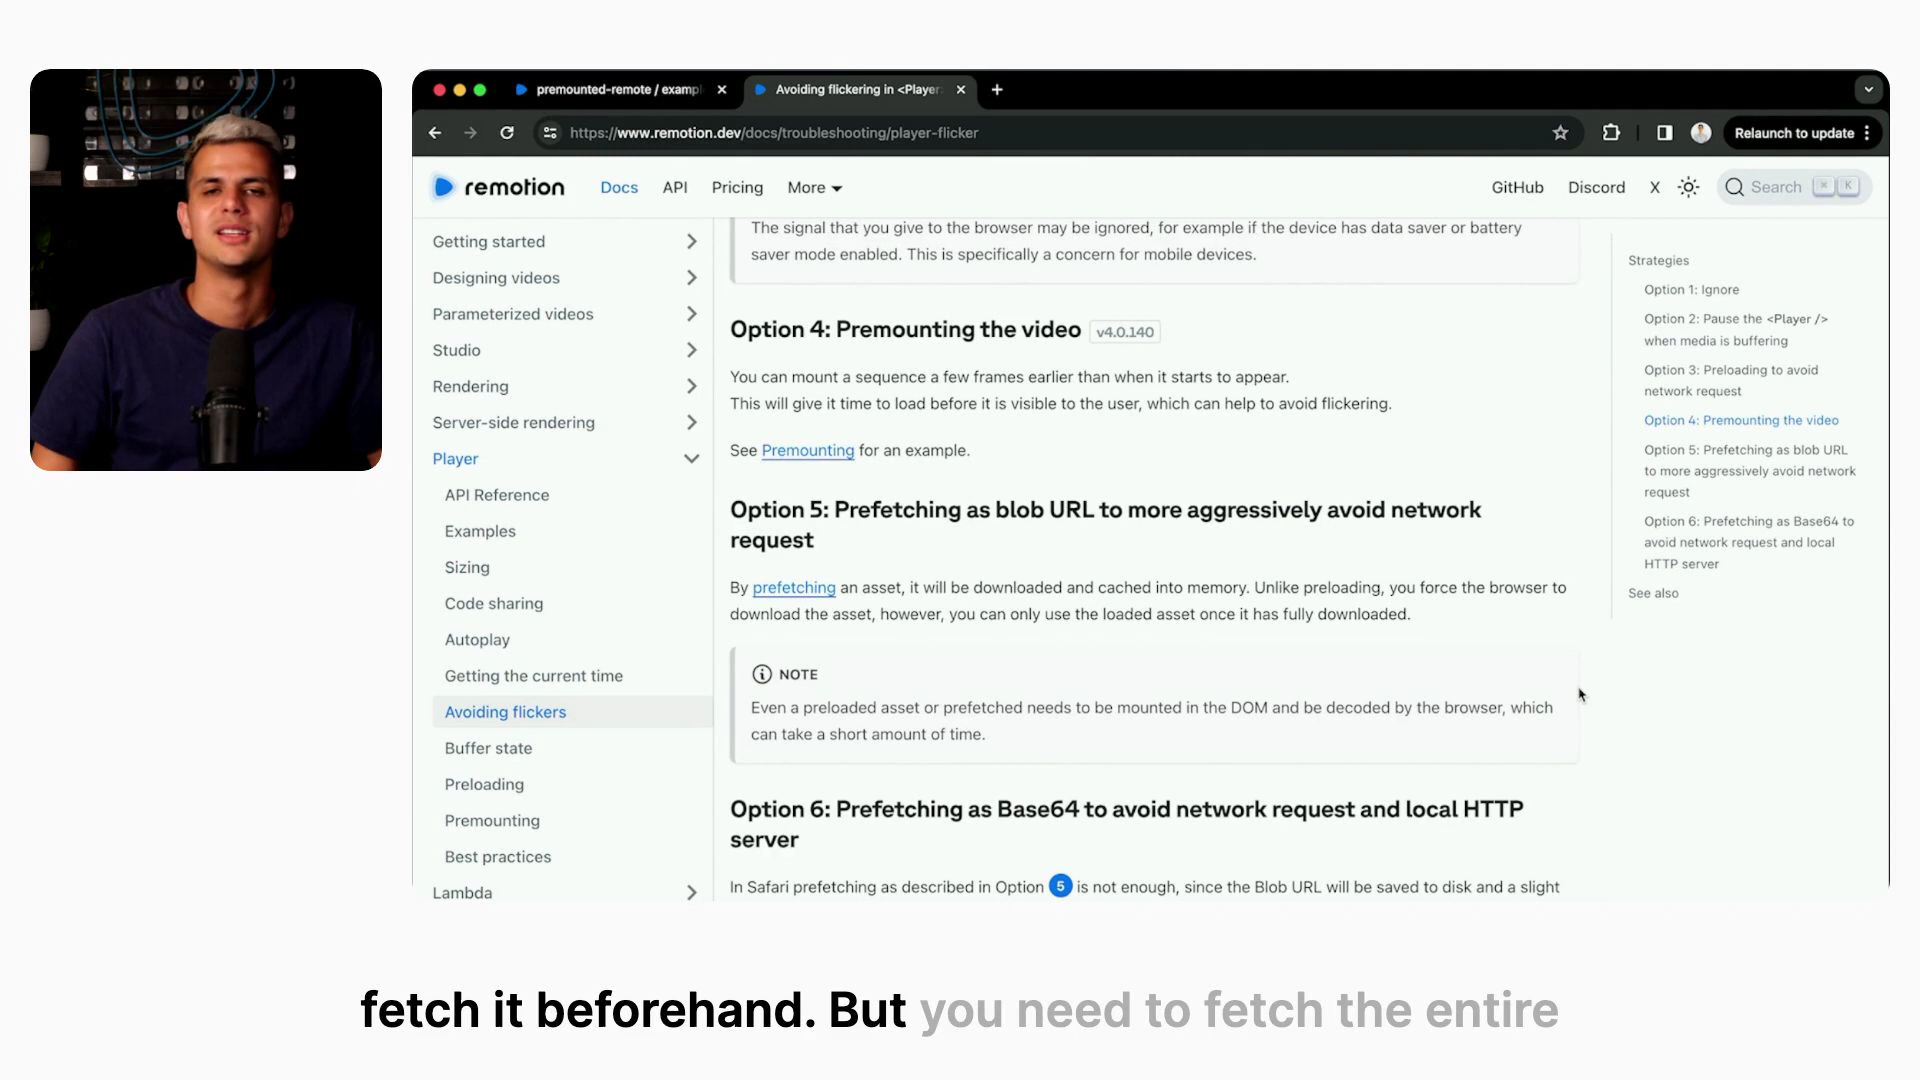 premounted-remote / exampl
Avoiding flickering in <Player
https://www.remotion.dev/docs/troubleshooting/player-flicker
Relaunch to update
remotion
Docs
API
Pricing
More
GitHub
Discord
X
Search
K
Getting started
Designing videos
Parameterized videos
Studio
Rendering
Server-side rendering
Player
API Reference
Examples
Sizing
Code sharing
Autoplay
Getting the current time
Avoiding flickers
Buffer state
Preloading
Premounting
Best practices
Lambda
The signal that you give to the browser may be ignored, for example if the device has data saver or battery
saver mode enabled. This is specifically a concern for mobile devices.
Option 4: Premounting the video v4.0.140
You can mount a sequence a few frames earlier than when it starts to appear.
This will give it time to load before it is visible to the user, which can help to avoid flickering.
See Premounting for an example.
Option 5: Prefetching as blob URL to more aggressively avoid network
request
By prefetching an asset, it will be downloaded and cached into memory. Unlike preloading, you force the browser to
download the asset, however, you can only use the loaded asset once it has fully downloaded.
NOTE
Even a preloaded asset or prefetched needs to be mounted in the DOM and be decoded by the browser, which
can take a short amount of time.
Option 6: Prefetching as Base64 to avoid network request and local HTTP
server
In Safari prefetching as described in Option 5 is not enough, since the Blob URL will be saved to disk and a slight
Strategies
Option 1: Ignore
Option 2: Pause the <Player />
when media is buffering
Option 3: Preloading to avoid
network request
Option 4: Premounting the video
Option 5: Prefetching as blob URL
to more aggressively avoid network
request
Option 6: Prefetching as Base64 to
avoid network request and local
HTTP server
See also
fetch it beforehand. But you need to fetch the entire